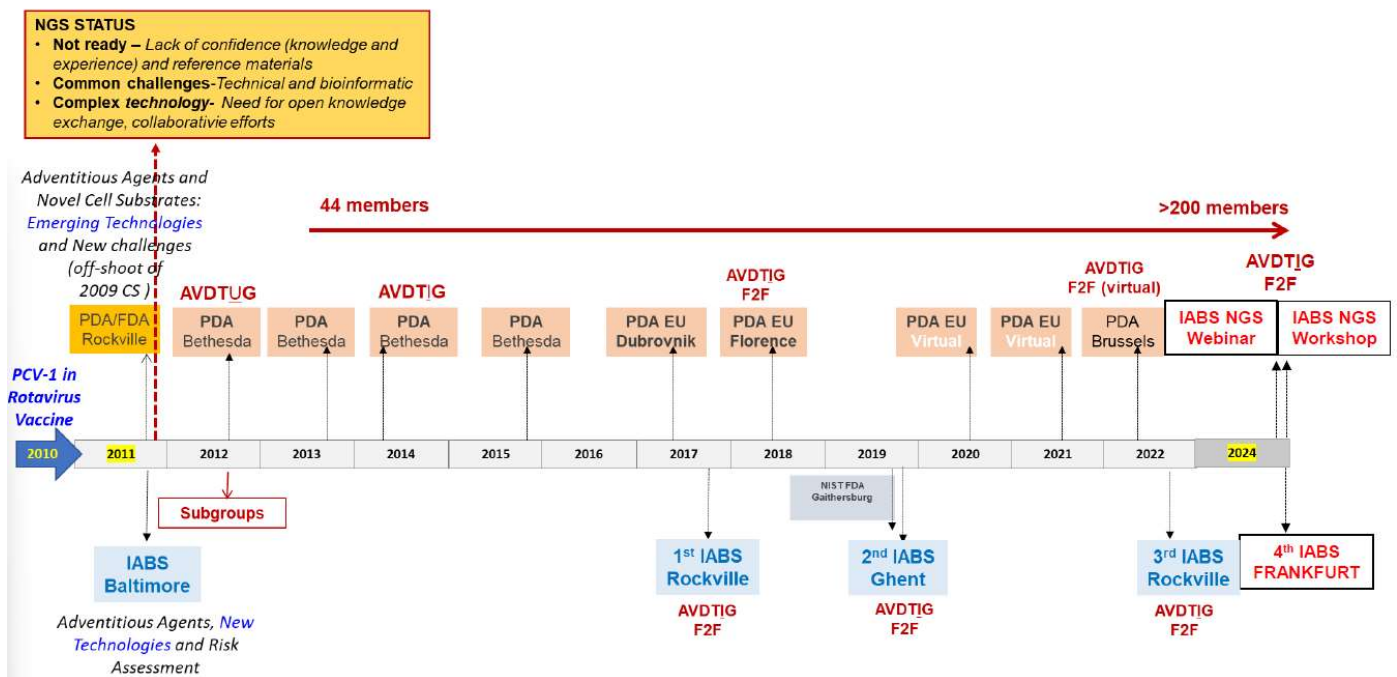 NGS STATUS
• Not ready – Lack of confidence (knowledge and
experience) and reference materials
• Common challenges-Technical and bioinformatic
• Complex technology- Need for open knowledge
exchange, collaborativie efforts
Adventitious Agents and
Novel Cell Substrates:
Emerging Technologies
and New challenges
(off-shoot of
2009 CS )
44 members
>200 members
AVDTUG
AVDTIG
AVDTIG
F2F
AVDTIG
F2F (virtual)
AVDTIG
F2F
PDA/FDA
Rockville
PDA
Bethesda
PDA
Bethesda
PDA
Bethesda
PDA
Bethesda
PDA EU
Dubrovnik
PDA EU
Florence
PDA EU
Virtual
PDA EU
Virtual
PDA
Brussels
IABS NGS
Webinar
IABS NGS
Workshop
PCV-1 in
Rotavirus
Vaccine
2010
2011
2012
2013
2014
2015
2016
2017
2018
2019
2020
2021
2022
2024
Subgroups
NIST FDA
Gaithersburg
IABS
Baltimore
1st IABS
Rockville
2nd IABS
Ghent
3rd IABS
Rockville
4th IABS
FRANKFURT
AVDTIG
F2F
AVDTIG
F2F
AVDTIG
F2F
Adventitious Agents, New
Technologies and Risk
Assessment